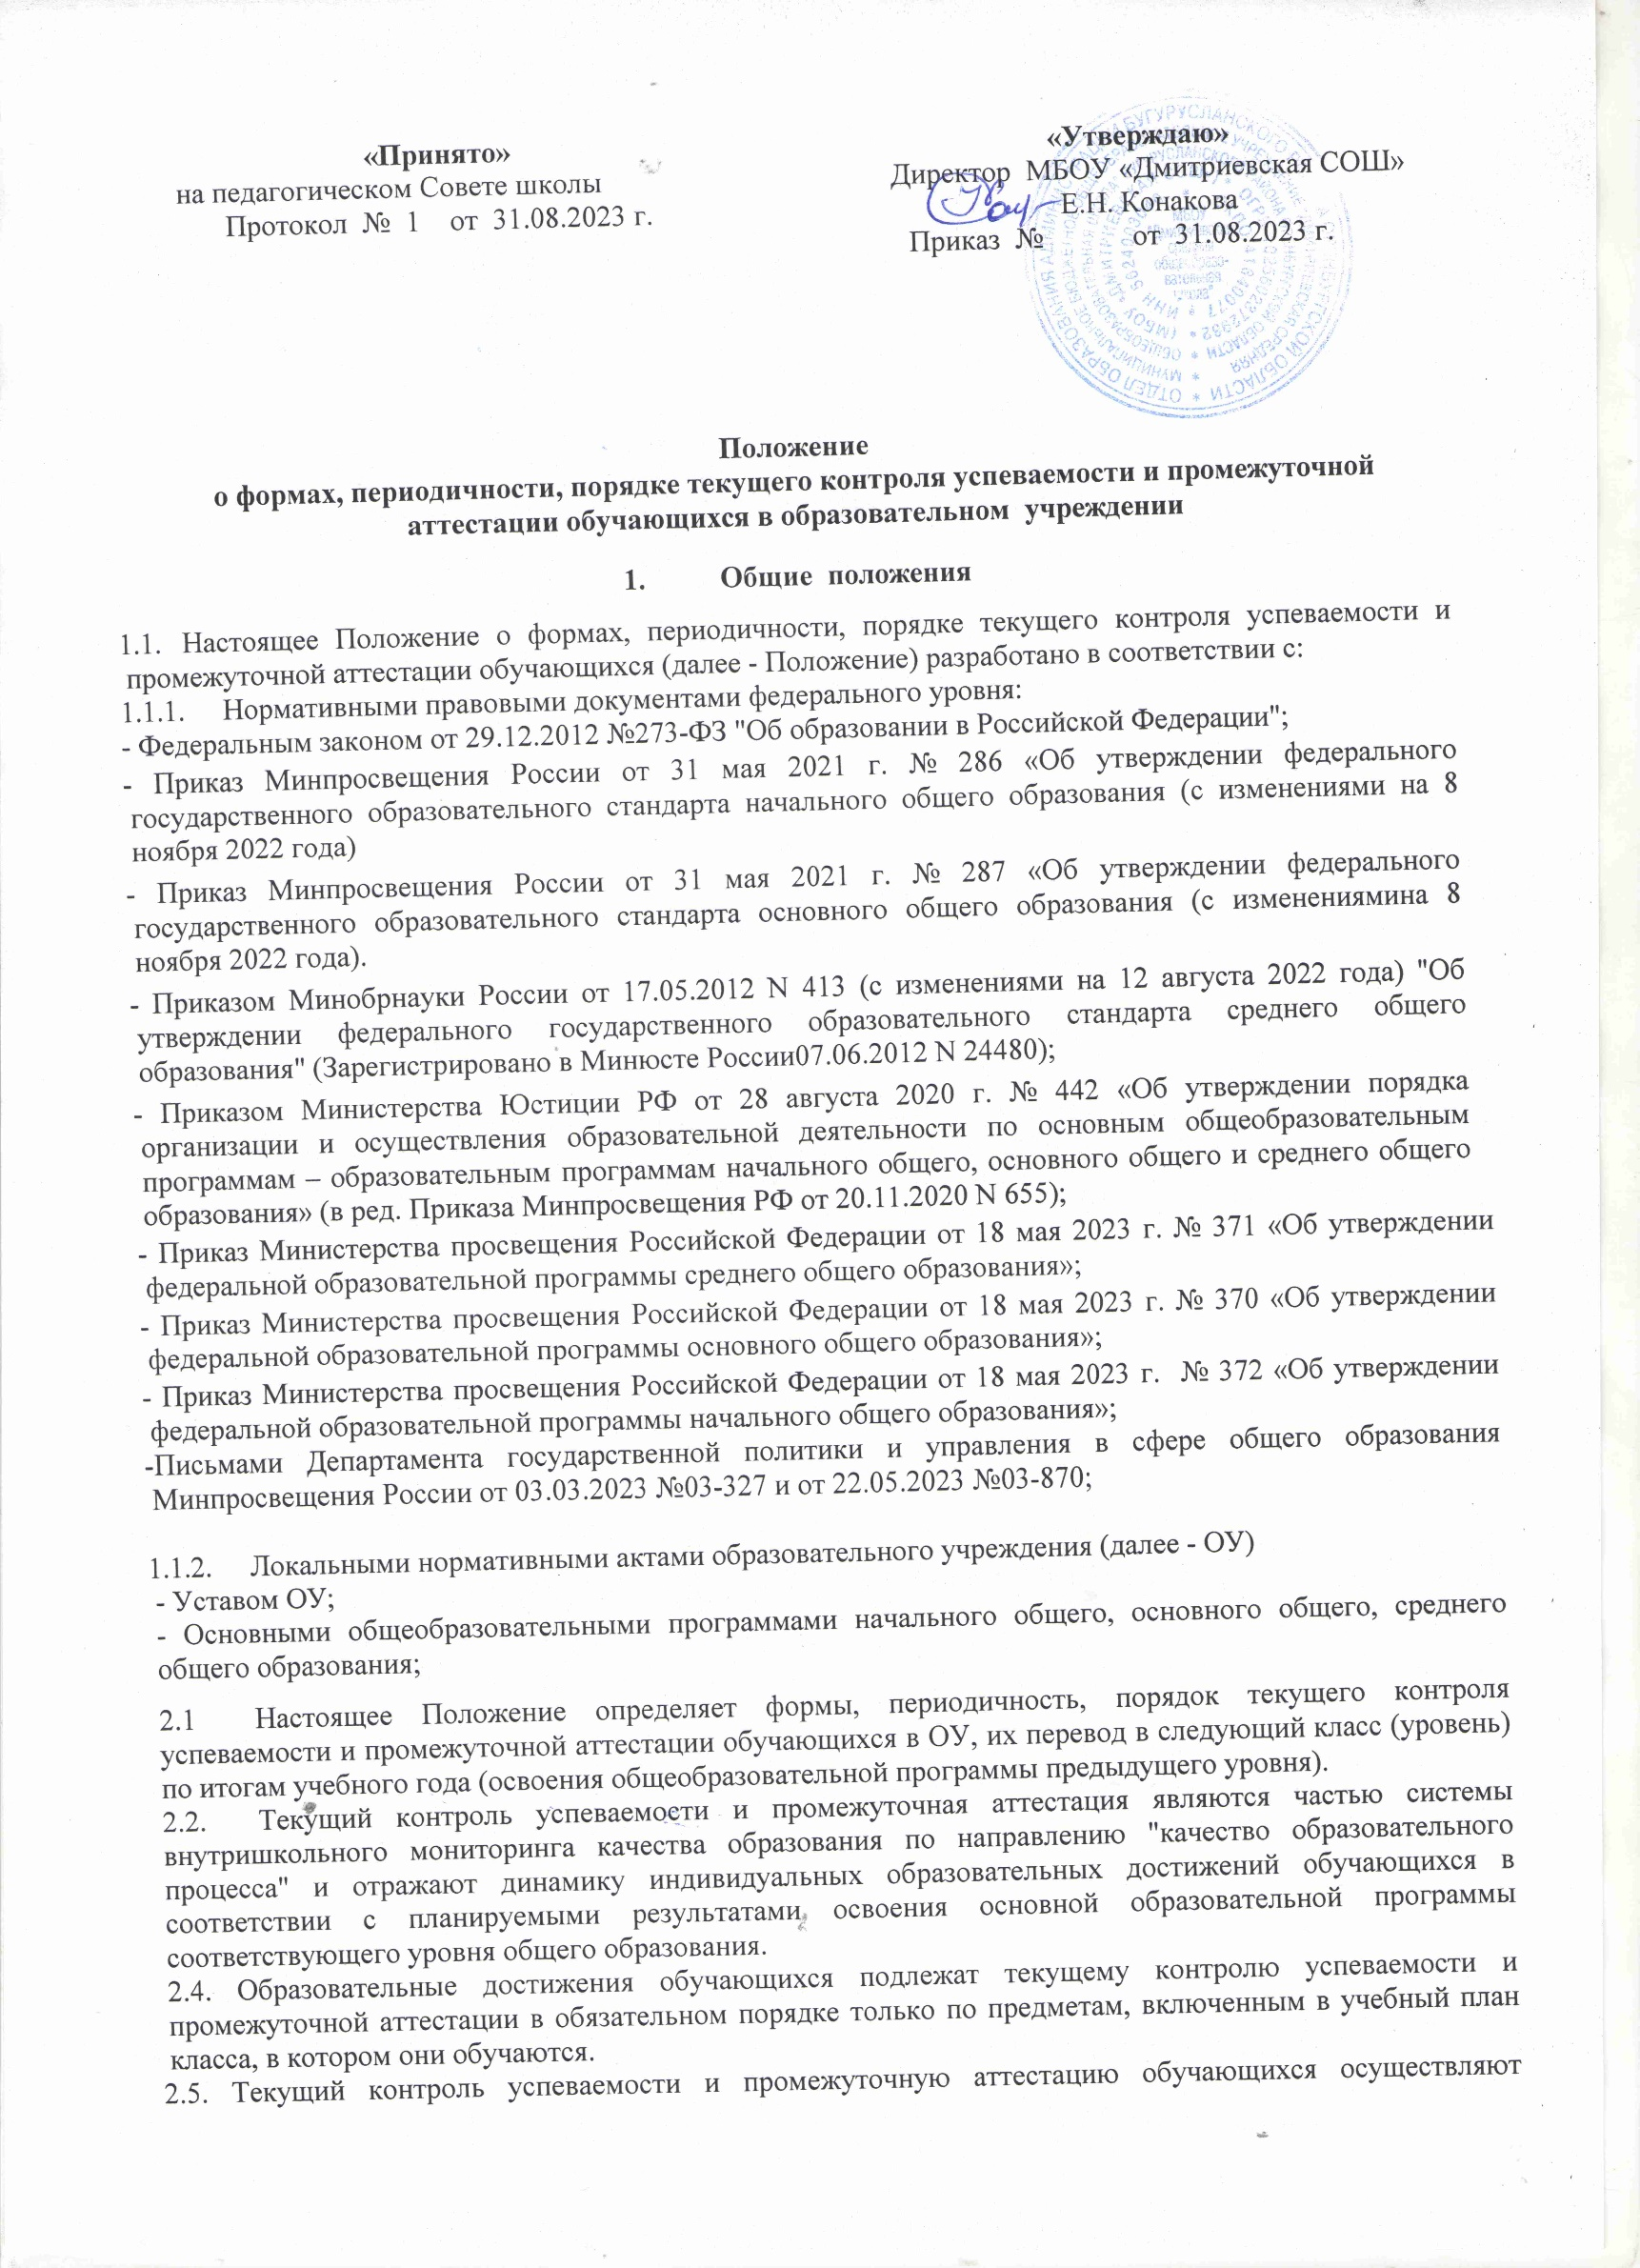 «Принято»
на педагогическом Совете школы
Протокол № 1 от 31.08.2023 г.
«Утверждаю»
Директор МБОУ «Дмитриевская СОШ»
Е.Н. Конакова
Приказ № от 31.08.2023 г.
Положение
о формах, периодичности, порядке текущего контроля успеваемости и промежуточной
аттестации обучающихся в образовательном учреждении
1. Общие положения
1.1. Настоящее Положение о формах, периодичности, порядке текущего контроля успеваемости и
промежуточной аттестации обучающихся (далее - Положение) разработано в соответствии с:
1.1.1. Нормативными правовыми документами федерального уровня:
- Федеральным законом от 29.12.2012 №273-ФЗ "Об образовании в Российской Федерации";
- Приказ Минпросвещения России от 31 мая 2021 г. № 286 «Об утверждении федерального
государственного образовательного стандарта начального общего образования (с изменениями на 8
ноября 2022 года)
- Приказ Минпросвещения России от 31 мая 2021 г. № 287 «Об утверждении федерального
государственного образовательного стандарта основного общего образования (с изменениямина 8
ноября 2022 года).
- Приказом Минобрнауки России от 17.05.2012 N 413 (с изменениями на 12 августа 2022 года) "Об
утверждении федерального государственного образовательного стандарта среднего общего
образования" (Зарегистрировано в Минюсте России07.06.2012 N 24480);
- Приказом Министерства Юстиции РФ от 28 августа 2020 г. № 442 «Об утверждении порядка
организации и осуществления образовательной деятельности по основным общеобразовательным
программам – образовательным программам начального общего, основного общего и среднего общего
образования» (в ред. Приказа Минпросвещения РФ от 20.11.2020 N 655);
- Приказ Министерства просвещения Российской Федерации от 18 мая 2023 г. № 371 «Об утверждении
федеральной образовательной программы среднего общего образования»;
- Приказ Министерства просвещения Российской Федерации от 18 мая 2023 г. № 370 «Об утверждении
федеральной образовательной программы основного общего образования»;
- Приказ Министерства просвещения Российской Федерации от 18 мая 2023 г. № 372 «Об утверждении
федеральной образовательной программы начального общего образования»;
-Письмами Департамента государственной политики и управления в сфере общего образования
Минпросвещения России от 03.03.2023 №03-327 и от 22.05.2023 №03-870;
1.1.2. Локальными нормативными актами образовательного учреждения (далее - ОУ)
- Уставом ОУ;
- Основными общеобразовательными программами начального общего, основного общего, среднего
общего образования;
2.1 Настоящее Положение определяет формы, периодичность, порядок текущего контроля
успеваемости и промежуточной аттестации обучающихся в ОУ, их перевод в следующий класс (уровень)
по итогам учебного года (освоения общеобразовательной программы предыдущего уровня).
2.2. Текущий контроль успеваемости и промежуточная аттестация являются частью системы
внутришкольного мониторинга качества образования по направлению "качество образовательного
процесса" и отражают динамику индивидуальных образовательных достижений обучающихся в
соответствии с планируемыми результатами освоения основной образовательной программы
соответствующего уровня общего образования.
2.4. Образовательные достижения обучающихся подлежат текущему контролю успеваемости и
промежуточной аттестации в обязательном порядке только по предметам, включенным в учебный план
класса, в котором они обучаются.
2.5. Текущий контроль успеваемости и промежуточную аттестацию обучающихся осуществляют